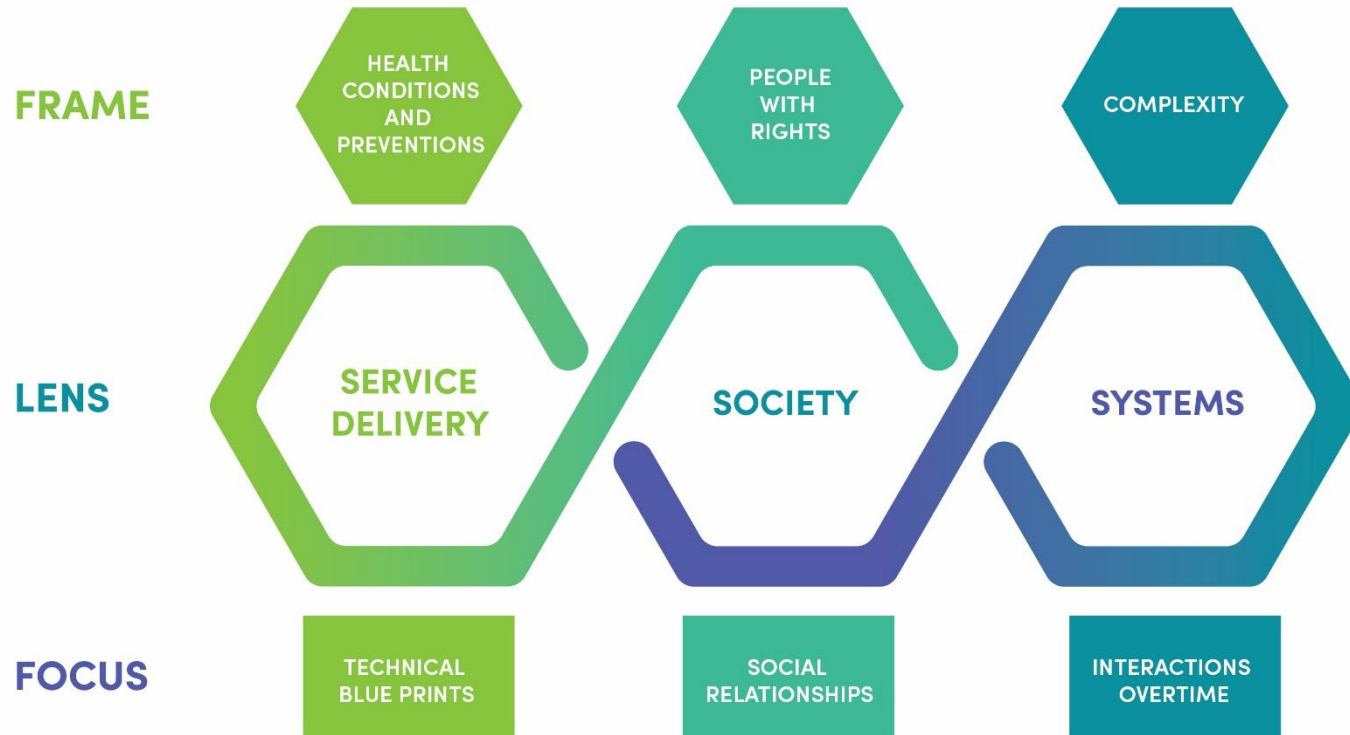 FRAME
HEALTH
CONDITIONS
AND
PREVENTIONS
PEOPLE
WITH
RIGHTS
COMPLEXITY
LENS
SERVICE
DELIVERY
SOCIETY
SYSTEMS
FOCUS
TECHNICAL
BLUE PRINTS
SOCIAL
RELATIONSHIPS
INTERACTIONS
OVERTIME